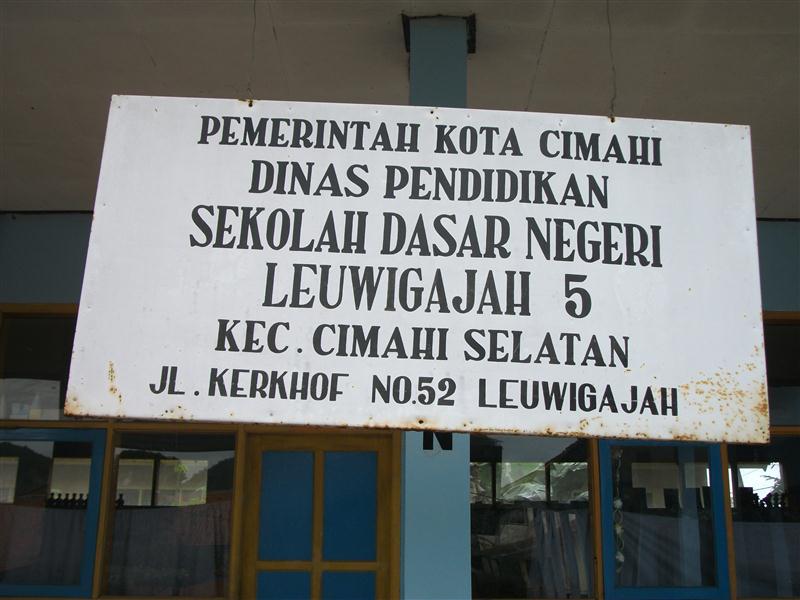 PEMERINTAH KOTA CIMAHI
DINAS PENDIDIKAN
SEKOLAH DASAR NEGERI
LEUWIGAJAH 5
KEC. CIMAHI SELATAN
JL. KERKHOF NO.52 LEUWIGAJAH
N